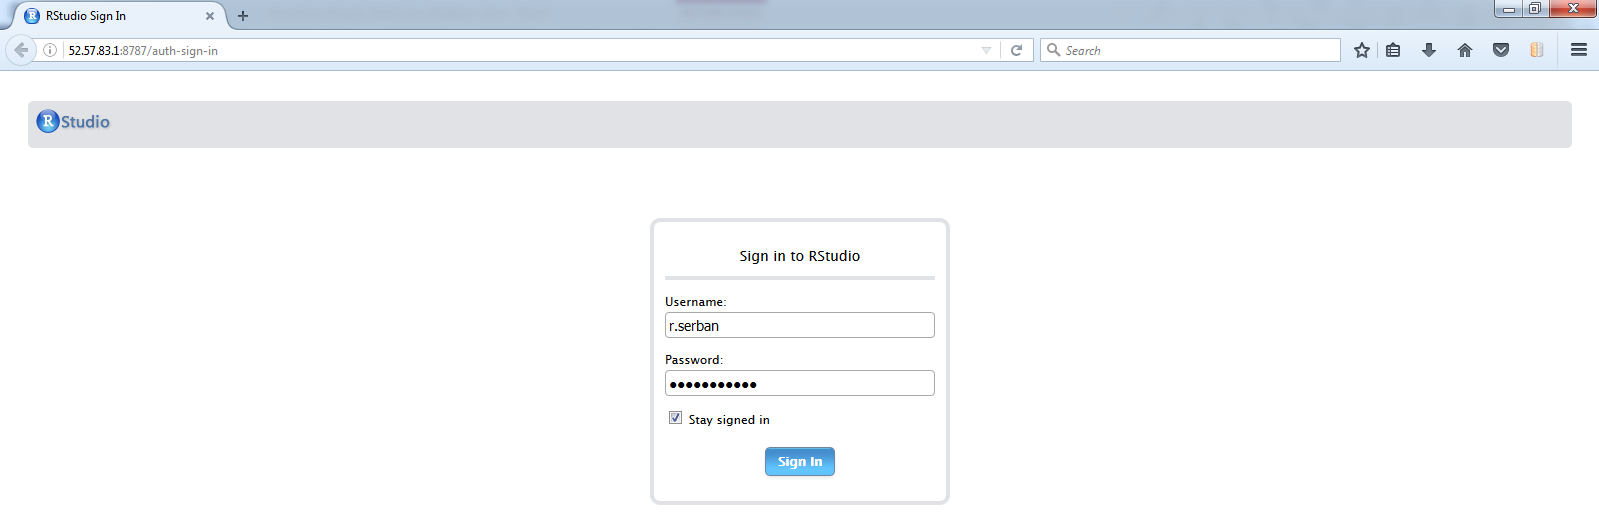 RStudio Sign In
52.57.83.1:8787/auth-sign-in
Search
RStudio
Sign in to RStudio
Username:
r.serban
Password:
●●●●●●●●●●●
Stay signed in
Sign In